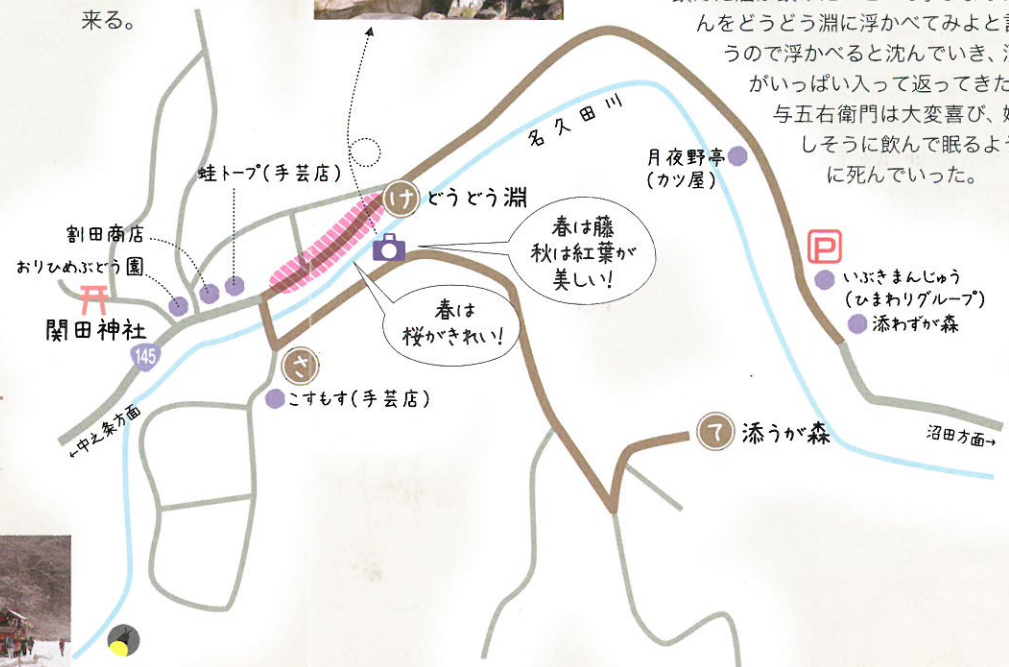 来る。
んをどうどう淵に浮かべてみよと
うので浮かべると沈んでいき、
がいっぱい入って返ってきた
与五右衛門は大変喜び、
しそうに飲んで眠るよう
に死んでいった。
名久田川
月夜野亭
(カツ屋)
蛙トープ(手芸店)
け どうどう淵
春は藤
秋は紅葉が
美しい!
割田商店
おりひめぶどう園
関田神社
145
春は
桜がきれい!
P
いぶきまんじゅう
(ひまわりグループ)
添わずが森
さ
こすもす(手芸店)
←中之条方面
て 添うが森
沼田方面→